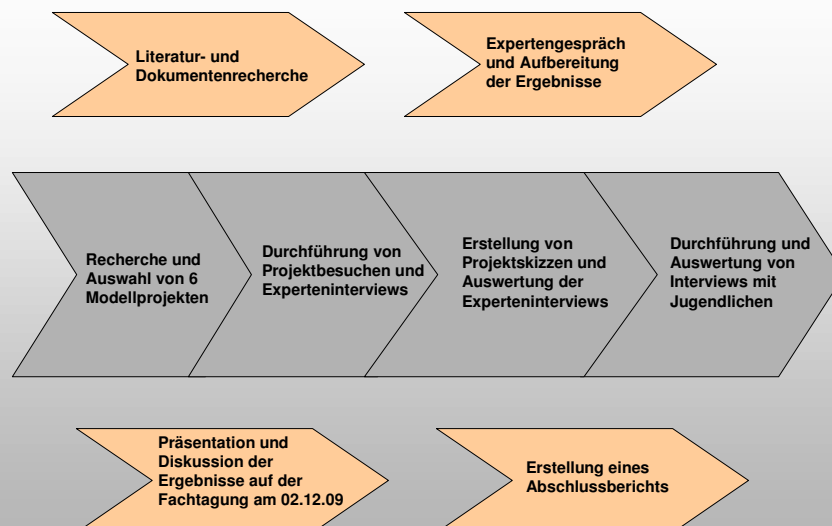 Literatur- und
Dokumentenrecherche
Expertengespräch
und Aufbereitung
der Ergebnisse
Recherche und
Auswahl von 6
Modellprojekten
Durchführung von
Projektbesuchen und
Experteninterviews
Erstellung von
Projektskizzen und
Auswertung der
Experteninterviews
Durchführung und
Auswertung von
Interviews mit
Jugendlichen
Präsentation und
Diskussion der
Ergebnisse auf der
Fachtagung am 02.12.09
Erstellung eines
Abschlussberichts